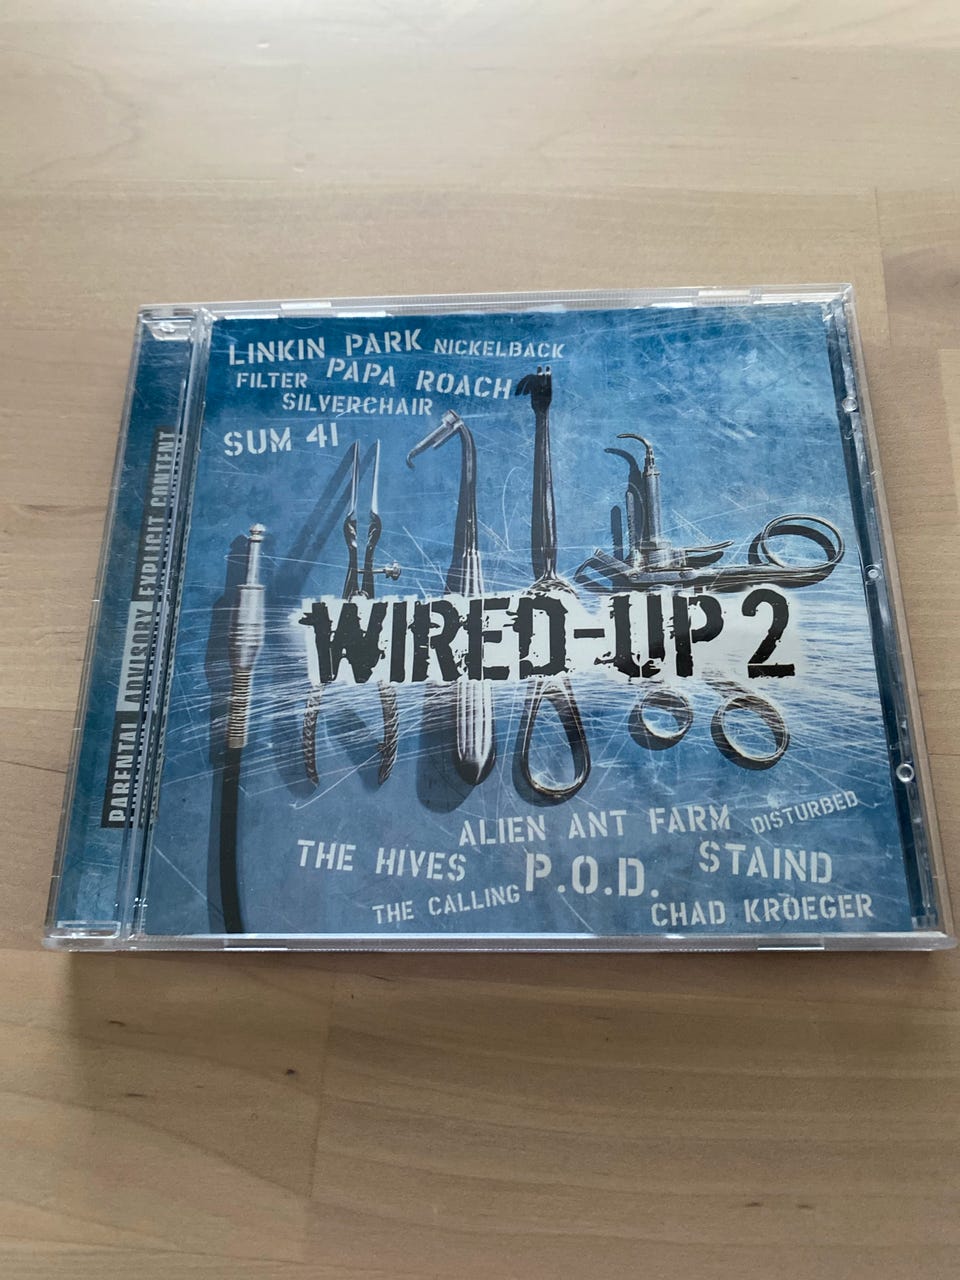 LINKIN PARK NICKELBACK
FILTER PAPA ROACH
SILVERCHAIR
SUM 41
PARENTAL ADVISORY EXPLICIT CONTENT
WIRED-UP 2
ALIEN ANT FARM DISTURBED
THE HIVES P.O.D. STAIND
THE CALLING CHAD KROEGER